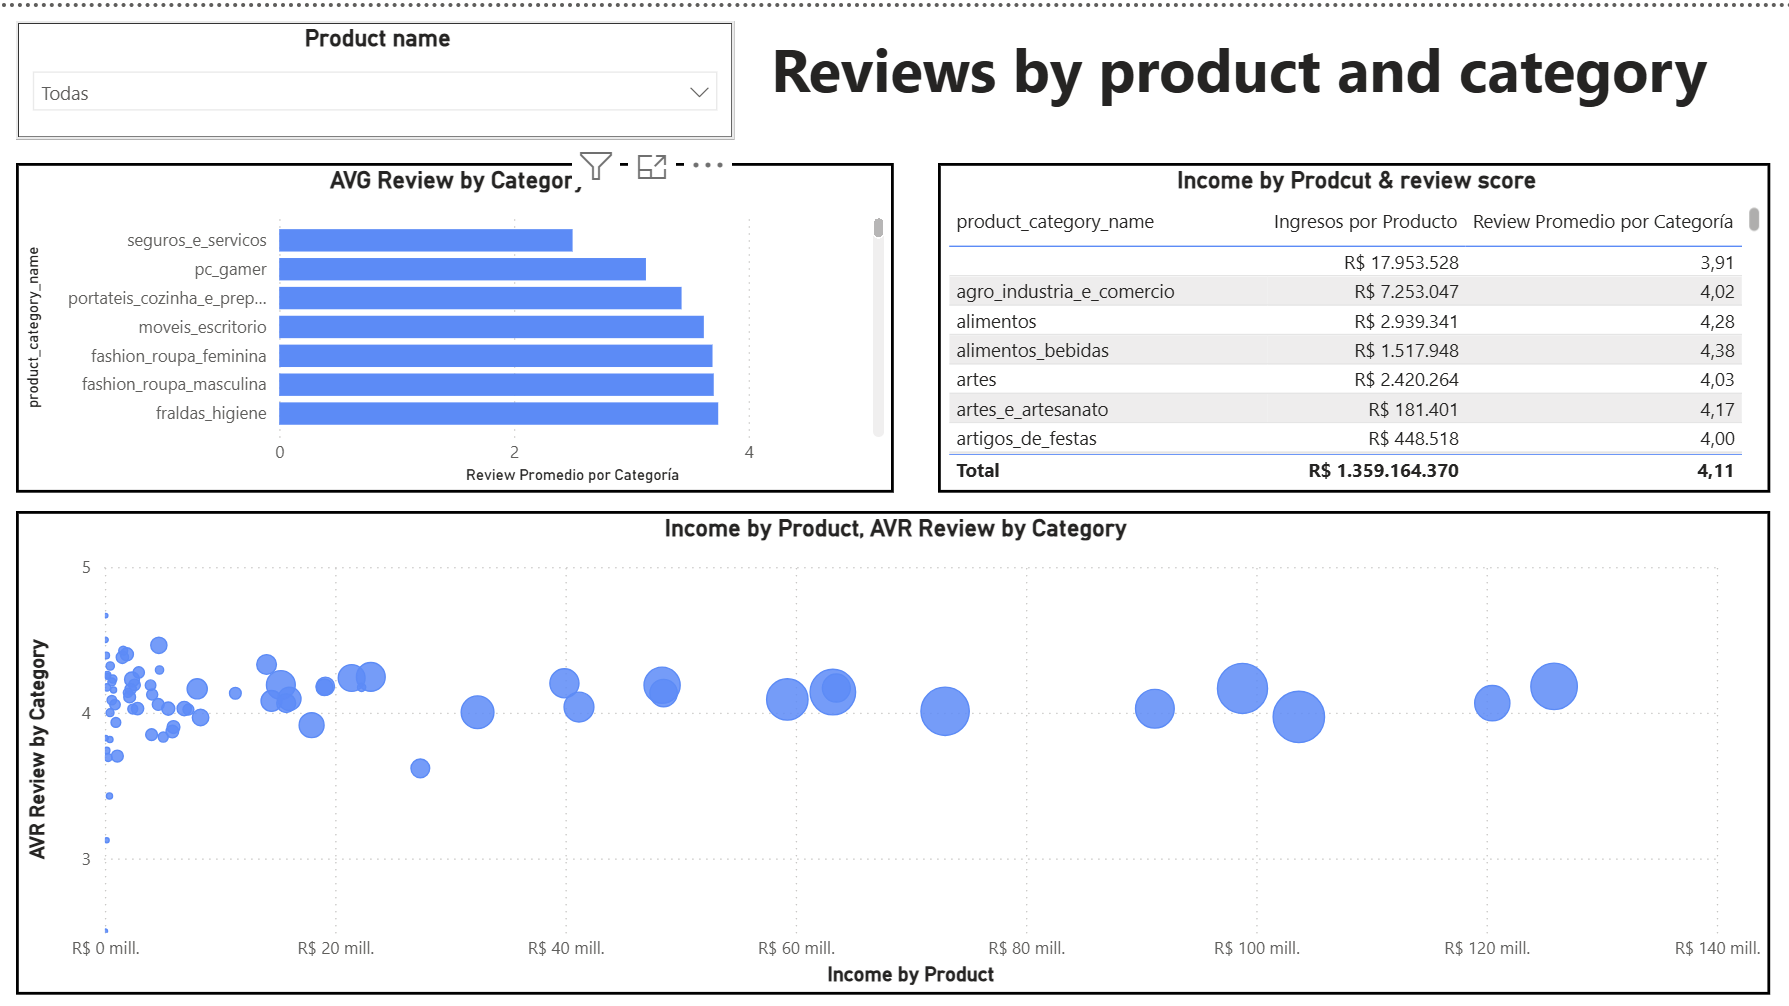 Product name
Todas
Reviews by product and category
AVG Review by Category
product_category_name
seguros_e_servicos
pc_gamer
portateis_cozinha_e_prep...
moveis_escritorio
fashion_roupa_feminina
fashion_roupa_masculina
fraldas_higiene
0 2 4
Review Promedio por Categoría
Income by Prodcut & review score
product_category_name Ingresos por Producto Review Promedio por Categoría
R$ 17.953.528 3,91
agro_industria_e_comercio R$ 7.253.047 4,02
alimentos R$ 2.939.341 4,28
alimentos_bebidas R$ 1.517.948 4,38
artes R$ 2.420.264 4,03
artes_e_artesanato R$ 181.401 4,17
artigos_de_festas R$ 448.518 4,00
Total R$ 1.359.164.370 4,11
Income by Product, AVR Review by Category
AVR Review by Category
5
4
3
R$ 0 mill. R$ 20 mill. R$ 40 mill. R$ 60 mill. R$ 80 mill. R$ 100 mill. R$ 120 mill. R$ 140 mill.
Income by Product